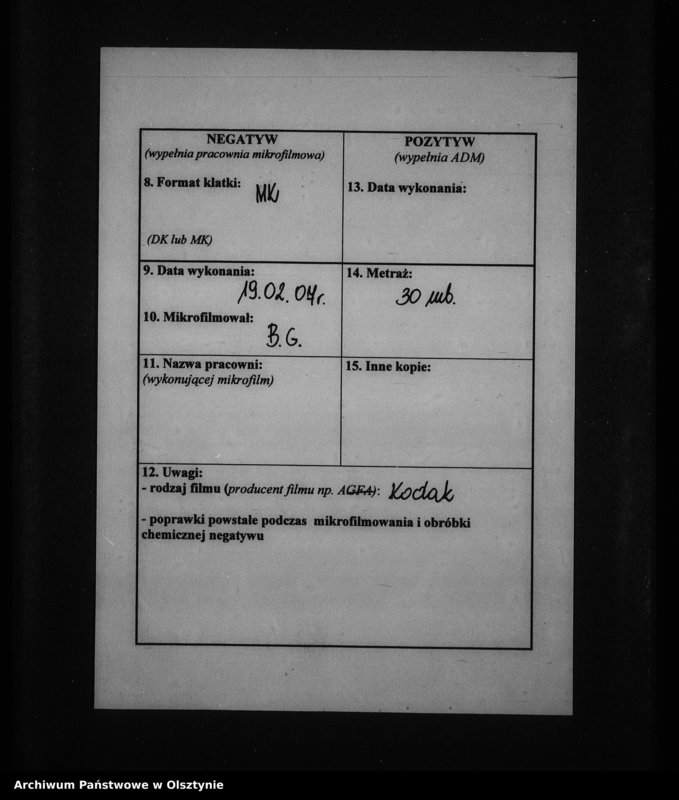 NEGATYW
(wypełnia pracownia mikrofilmowa)
8. Format klatki: MK
(DK lub MK)
POZYTYW
(wypełnia ADM)
13. Data wykonania:
9. Data wykonania:
19.02.04r.
10. Mikrofilmował:
B.G.
14. Metraż:
30 mb.
11. Nazwa pracowni:
(wykonującej mikrofilm)
15. Inne kopie:
12. Uwagi:
- rodzaj filmu (producent filmu np. AGFA): Kodak
- poprawki powstałe podczas mikrofilmowania i obróbki
chemicznej negatywu
Archiwum Państwowe w Olsztynie